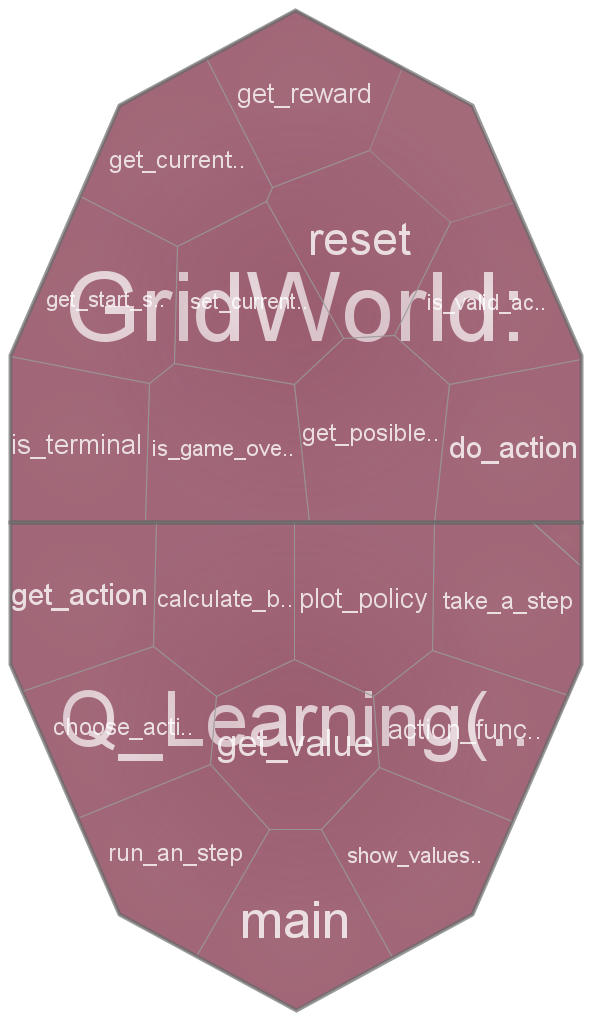 get_reward
get_current..
reset
GridWorld:
get_start_s..
set_current..
is_valid_ac..
is_terminal
is_game_ove..
get_posible..
do_action
get_action
calculate_b..
plot_policy
take_a_step
Q_Learning(..
choose_acti..
get_value
action_func..
run_an_step
show_values..
main